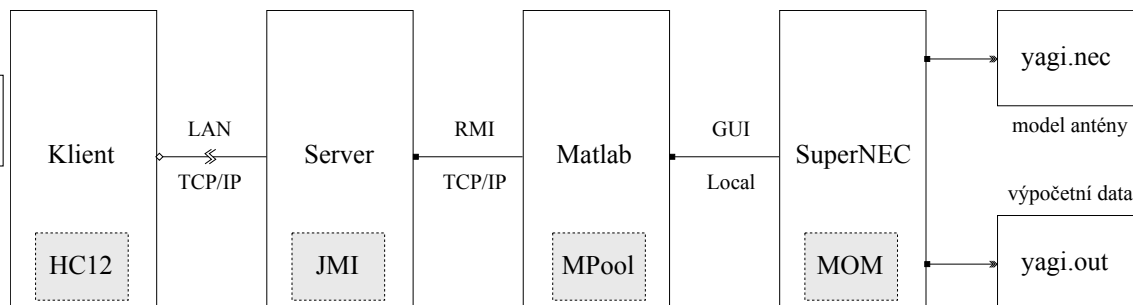 Klient
HC12
LAN
TCP/IP
Server
JMI
RMI
TCP/IP
Matlab
MPool
GUI
Local
SuperNEC
MOM
yagi.nec
model antény
výpočetní data
yagi.out